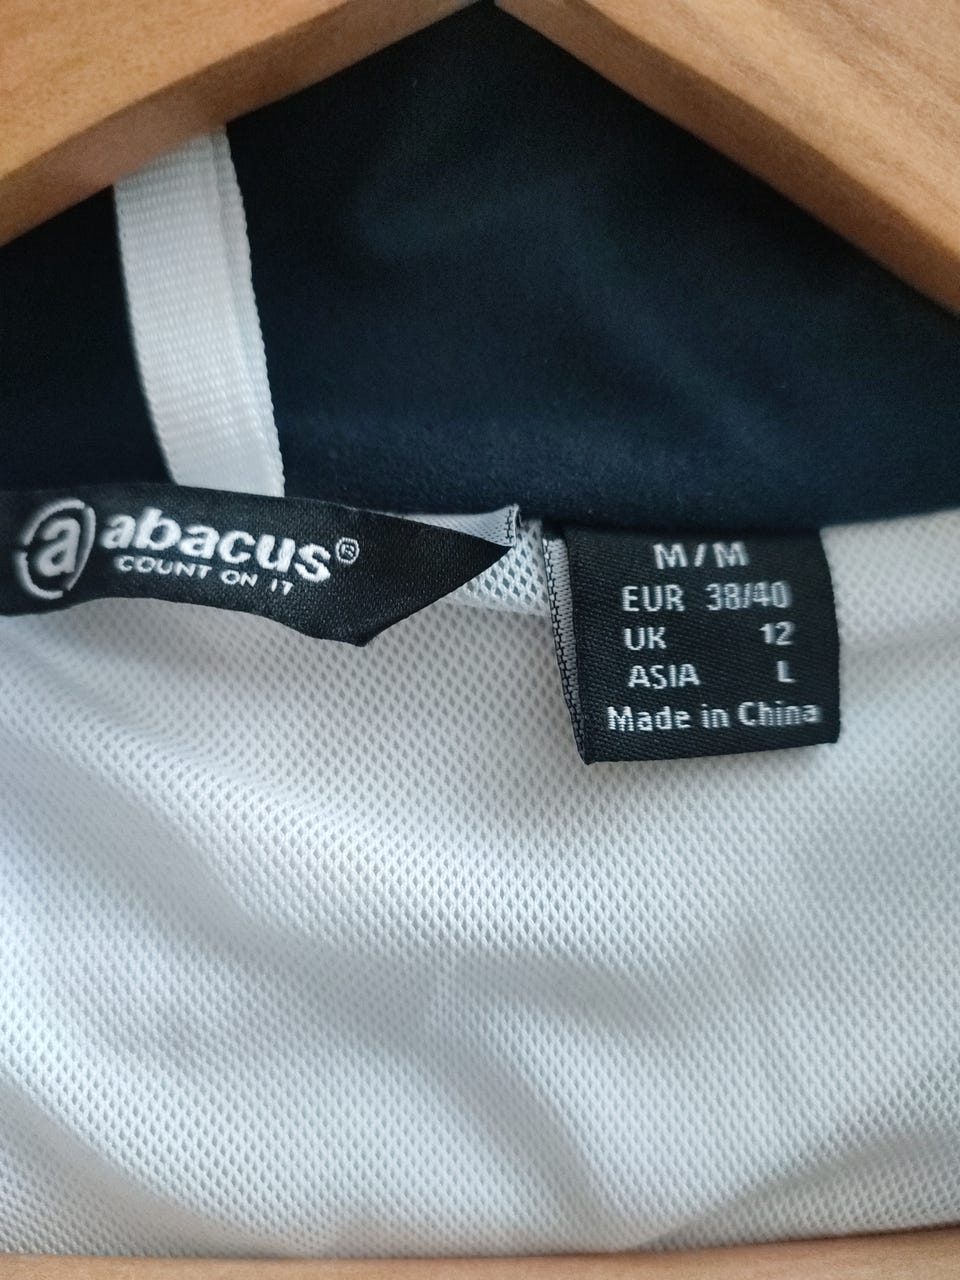 a abacus®
COUNT ON IT
M/M
EUR 38/40
UK 12
ASIA L
Made in China